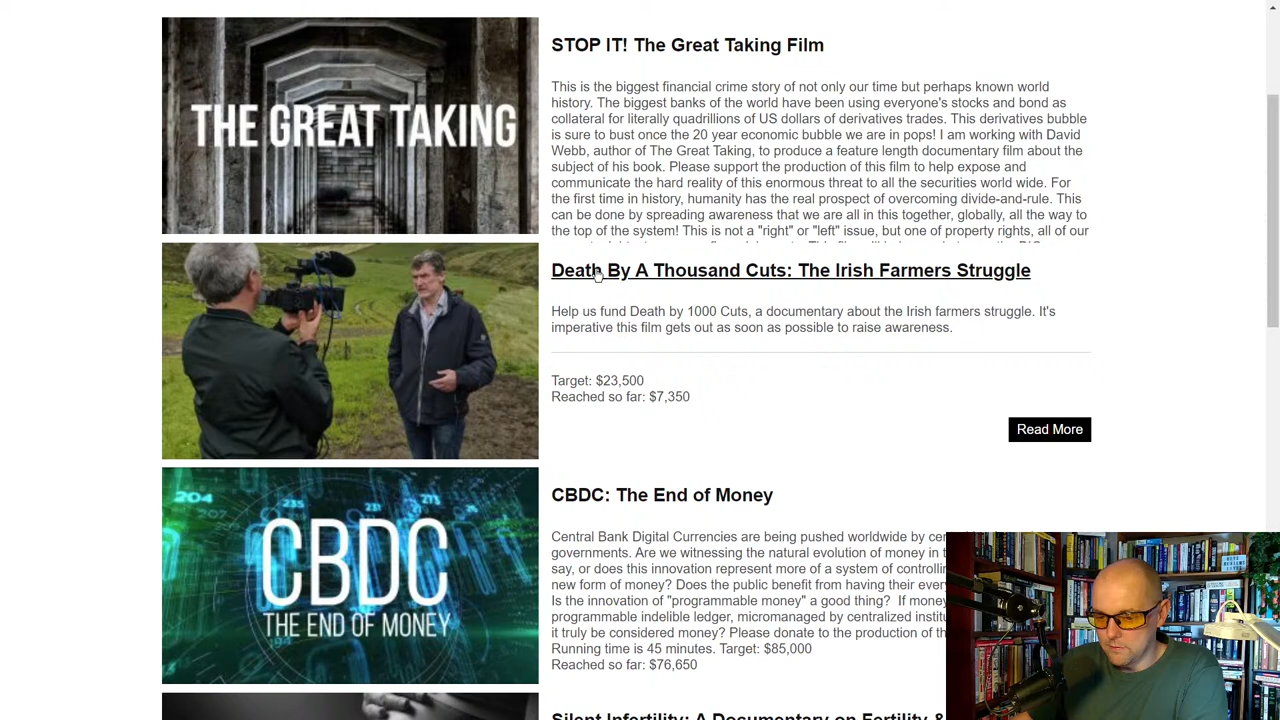 THE GREAT TAKING
STOP IT! The Great Taking Film
This is the biggest financial crime story of not only our time but perhaps known world
history. The biggest banks of the world have been using everyone's stocks and bond as
collateral for literally quadrillions of US dollars of derivatives trades. This derivatives bubble
is sure to bust once the 20 year economic bubble we are in pops! I am working with David
Webb, author of The Great Taking, to produce a feature length documentary film about the
subject of his book. Please support the production of this film to help expose and
communicate the hard reality of this enormous threat to all the securities world wide. For
the first time in history, humanity has the real prospect of overcoming divide-and-rule. This
can be done by spreading awareness that we are all in this together, globally, all the way to
the top of the system! This is not a "right" or "left" issue, but one of property rights, all of our
Death By A Thousand Cuts: The Irish Farmers Struggle
Help us fund Death by 1000 Cuts, a documentary about the Irish farmers struggle. It's
imperative this film gets out as soon as possible to raise awareness.
Target: $23,500
Reached so far: $7,350
Read More
204
207
235
213
271
CBDC
THE END OF MONEY
CBDC: The End of Money
Central Bank Digital Currencies are being pushed worldwide by
governments. Are we witnessing the natural evolution of money in
say, or does this innovation represent more of a system of
new form of money? Does the public benefit from having their
Is the innovation of "programmable money" a good thing? If
programmable indelible ledger, micromanaged by centralized
it truly be considered money? Please donate to the production of
Running time is 45 minutes. Target: $85,000
Reached so far: $76,650
Silent Infertility: A Documentary on Fertility &